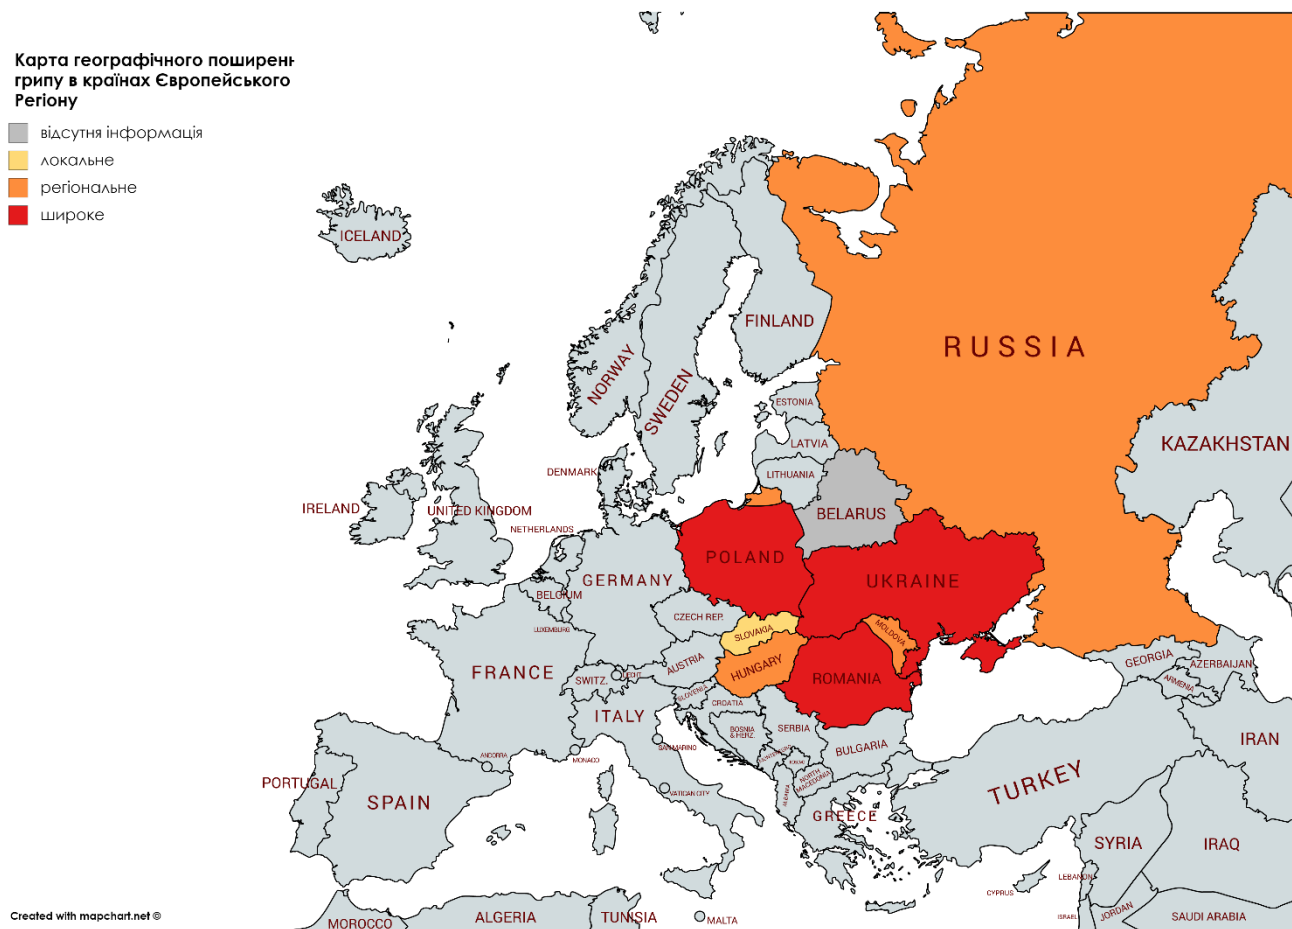 Карта географічного поширенн
грипу в країнах Європейського
Регіону
відсутня інформація
локальне
регіональне
широке
ICELAND
RUSSIA
FINLAND
NORWAY
SWEDEN
ESTONIA
LATVIA
KAZAKHSTAN
DENMARK
LITHUANIA
IRELAND
UNITED KINGDOM
BELARUS
NETHERLANDS
POLAND
UKRAINE
GERMANY
BELGIUM
CZECH REP.
LUXEMBURG
SLOVAKIA
MOLDOVA
FRANCE
AUSTRIA
HUNGARY
GEORGIA
AZERBAIJAN
SWITZ.
LIECHT.
ROMANIA
ARMENIA
SLOVENIA
CROATIA
ITALY
BOSNIA
& HERZ.
SERBIA
IRAN
SAN MARINO
BULGARIA
ANDORRA
MONACO
MONTENEGRO
NORTH
MACEDONIA
PORTUGAL
SPAIN
VATICAN CITY
ALBANIA
TURKEY
GREECE
SYRIA
IRAQ
LEBANON
CYPRUS
Created with mapchart.net ©
MOROCCO
ALGERIA
TUNISIA
MALTA
ISRAEL
JORDAN
SAUDI ARABIA